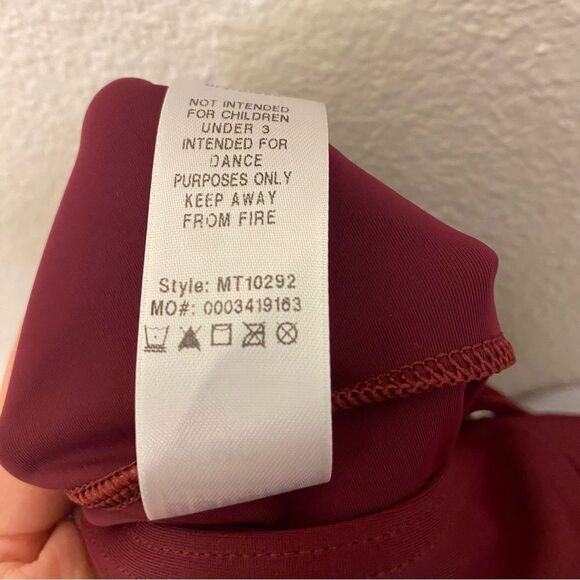 NOT INTENDED
FOR CHILDREN
UNDER 3
INTENDED FOR
DANCE
PURPOSES ONLY
KEEP AWAY
FROM FIRE
Style: MT10292
MO#: 0003419163